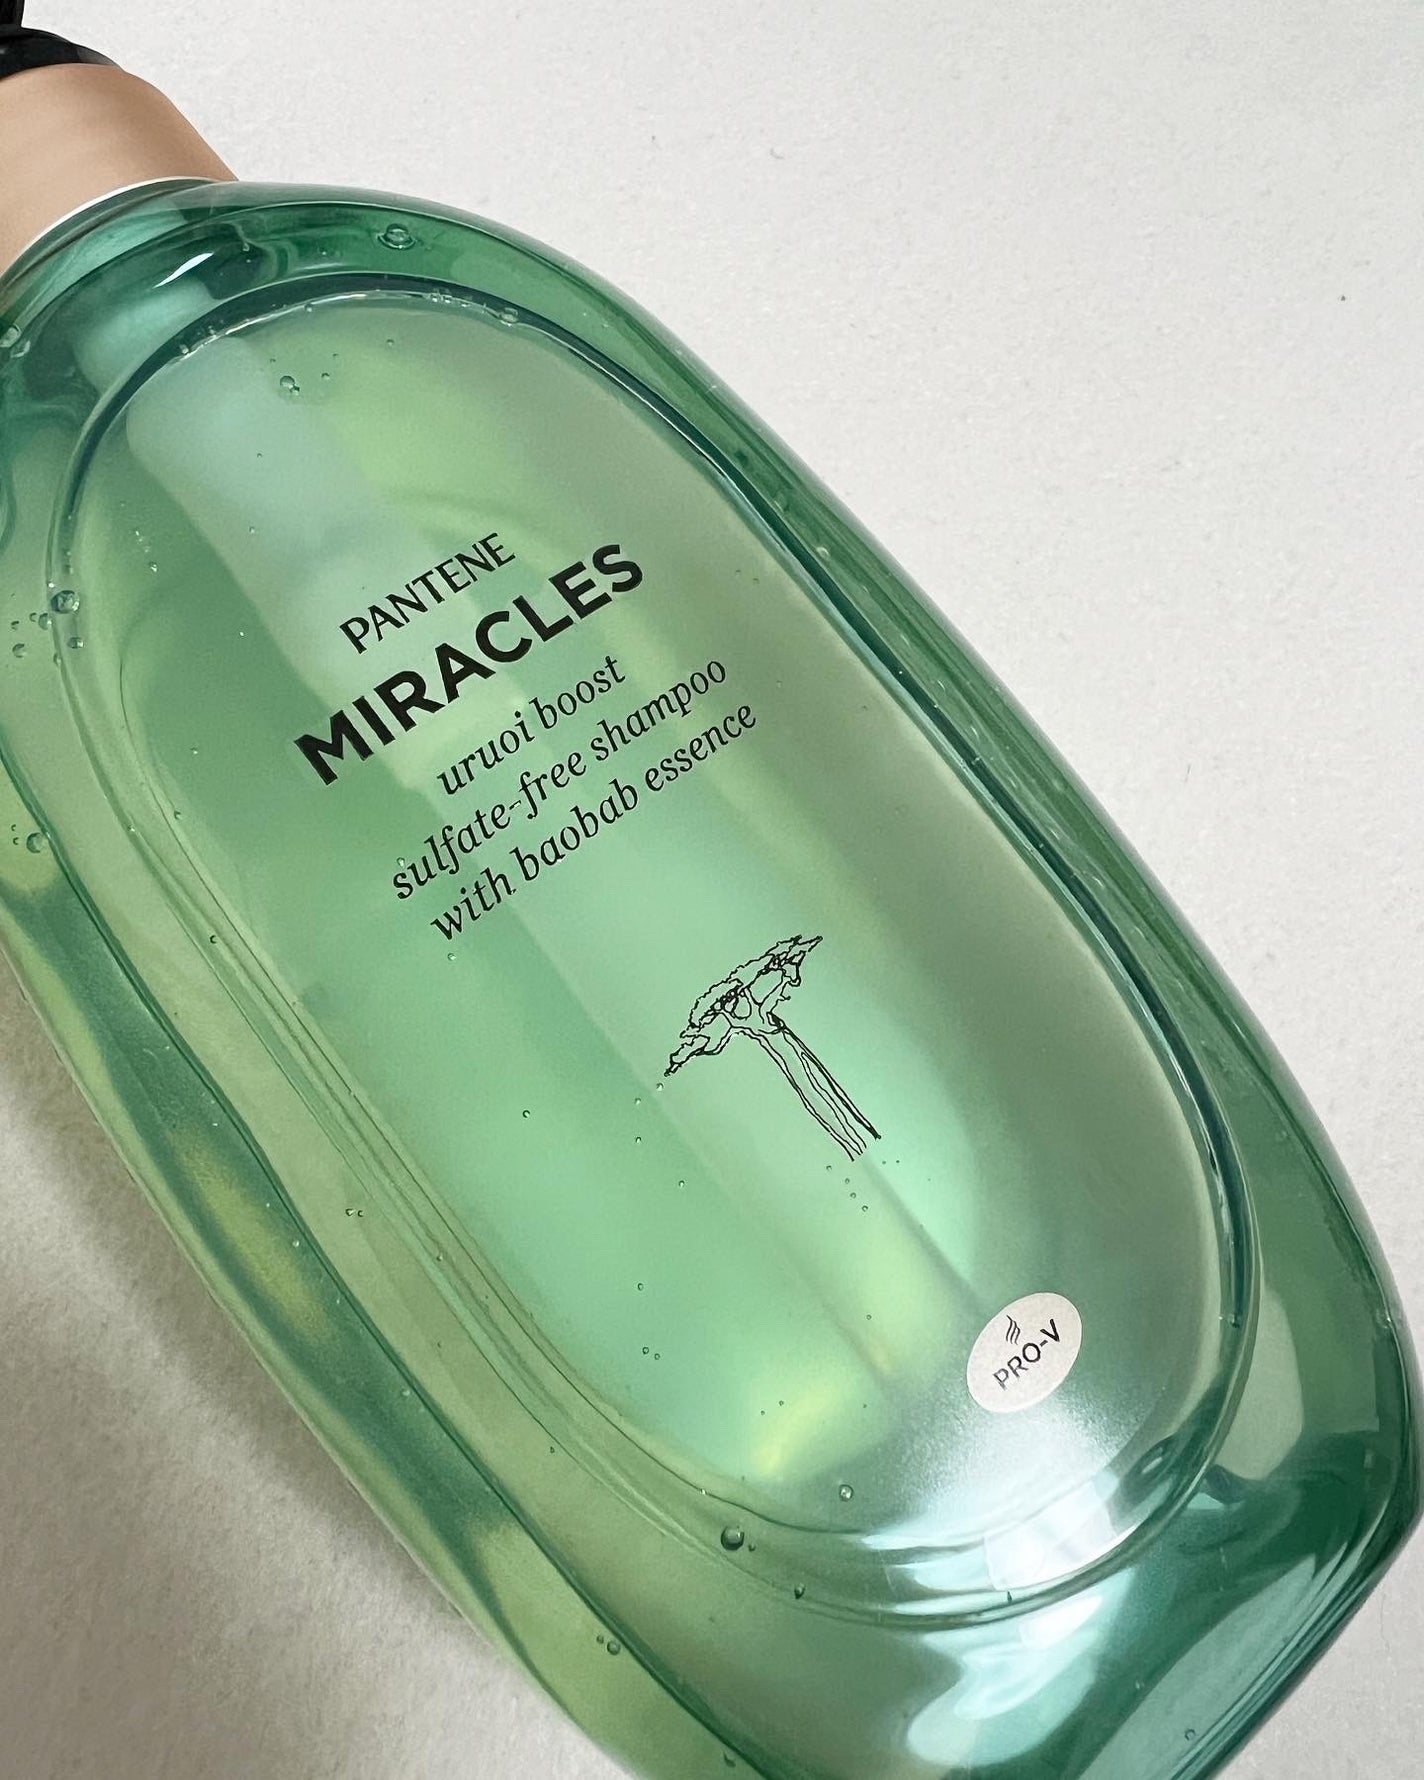 PANTENE
MIRACLES
uruoi boost
sulfate-free shampoo
with baobab essence
PRO-V